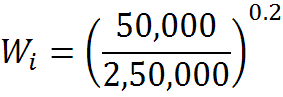 W_i = (50,000 / 2,50,000)^0.2